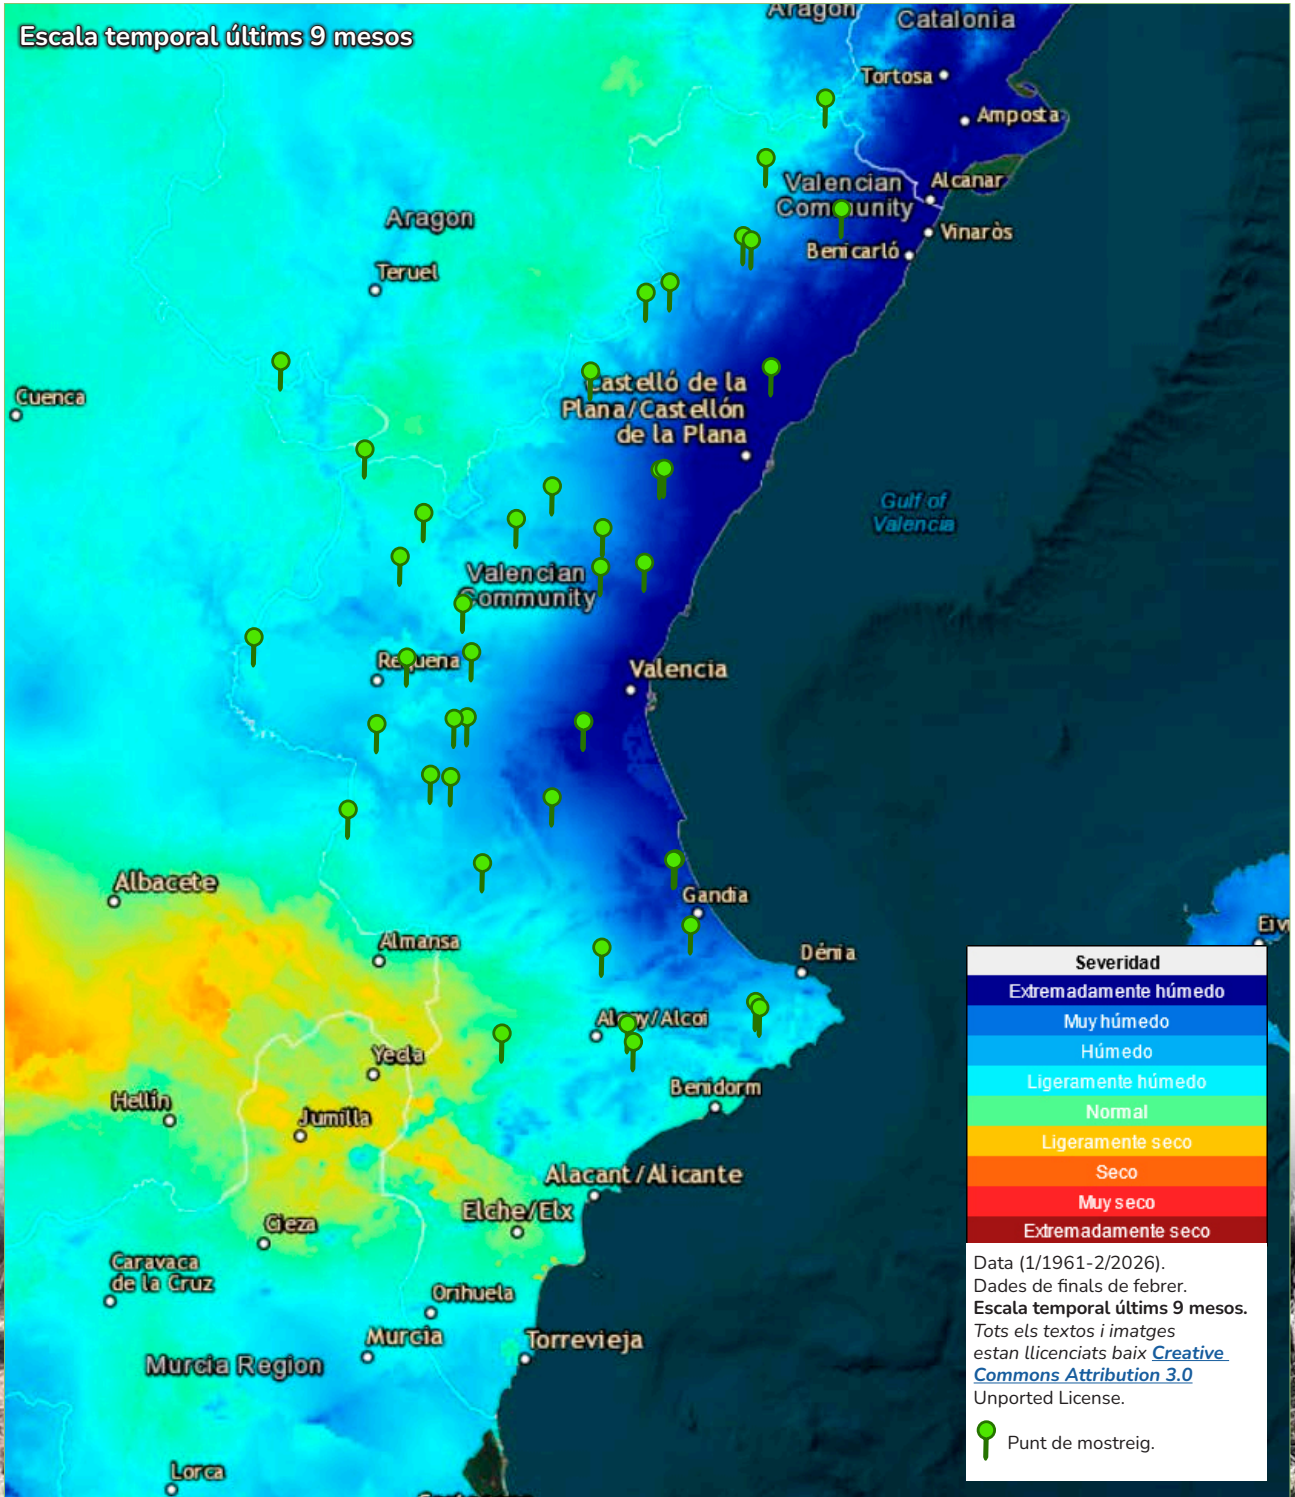 Escala temporal últims 9 mesos
Aragon
Catalonia
Tortosa
Amposta
Valencian
Community
Alcanar
Vinaròs
Benicarló
Aragon
Teruel
Cuenca
Castelló de la
Plana/Castellón
de la Plana
Gulf of
Valencia
Valencian
Community
Requena
Valencia
Albacete
Gandia
Almansa
Dénia
Alcoy/Alcoi
Yecla
Benidorm
Hellín
Jumilla
Alacant/Alicante
Elche/Elx
Cieza
Caravaca
de la Cruz
Orihuela
Murcia
Torrevieja
Murcia Region
Lorca
Eivi
Severidad
Extremadamente húmedo
Muy húmedo
Húmedo
Ligeramente húmedo
Normal
Ligeramente seco
Seco
Muy seco
Extremadamente seco
Data (1/1961-2/2026).
Dades de finals de febrer.
Escala temporal últims 9 mesos.
Tots els textos i imatges
estan llicenciats baix Creative
Commons Attribution 3.0
Unported License.
Punt de mostreig.